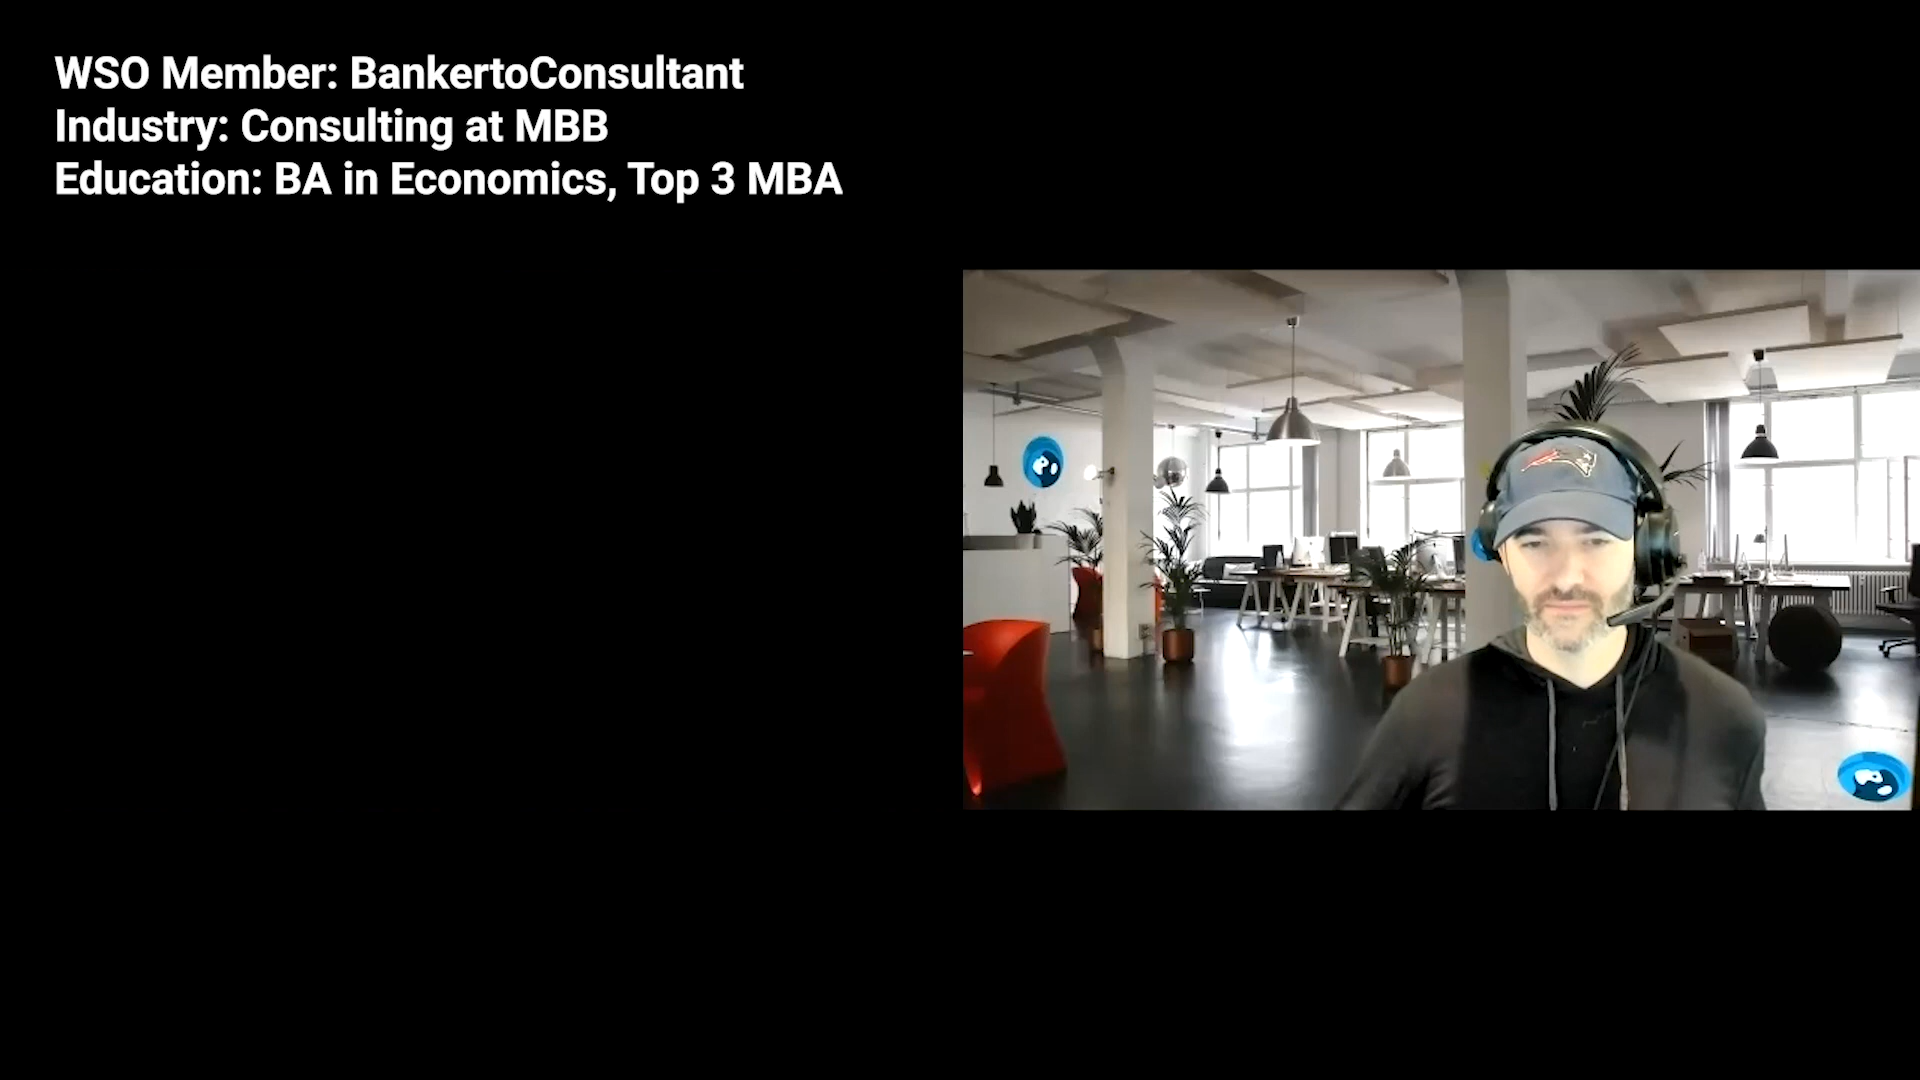 WSO Member: BankertoConsultant
Industry: Consulting at MBB
Education: BA in Economics, Top 3 MBA